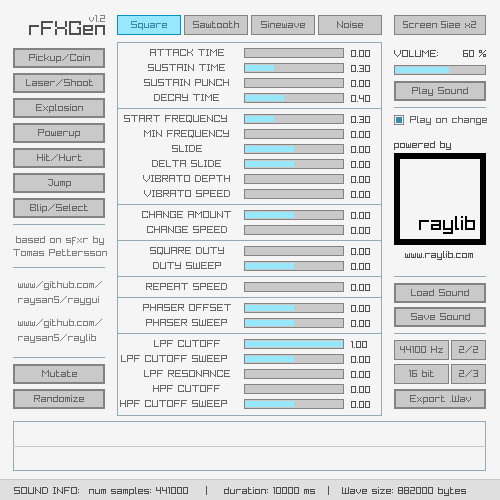 v1.2
rFXGen
Pickup/Coin
Laser/Shoot
Explosion
Powerup
Hit/Hurt
Jump
Blip/Select
based on sfxr by
Tomas Pettersson
www/github.com/
raysan5/raygui
www/github.com/
raysan5/raylib
Mutate
Randomize
Square Sawtooth Sinewave Noise
ATTACK TIME 0.00
SUSTAIN TIME 0.30
SUSTAIN PUNCH 0.00
DECAY TIME 0.40
START FREQUENCY 0.30
MIN FREQUENCY 0.00
SLIDE 0.00
DELTA SLIDE 0.00
VIBRATO DEPTH 0.00
VIBRATO SPEED 0.00
CHANGE AMOUNT 0.00
CHANGE SPEED 0.00
SQUARE DUTY 0.00
DUTY SWEEP 0.00
REPEAT SPEED 0.00
PHASER OFFSET 0.00
PHASER SWEEP 0.00
LPF CUTOFF 1.00
LPF CUTOFF SWEEP 0.00
LPF RESONANCE 0.00
HPF CUTOFF 0.00
HPF CUTOFF SWEEP 0.00
Screen Size x2
VOLUME: 60 %
Play Sound
Play on change
powered by
raylib
www.raylib.com
Load Sound
Save Sound
44100 Hz 2/2
16 bit 2/3
Export .Wav
SOUND INFO: num samples: 441000 | duration: 10000 ms | Wave size: 882000 bytes